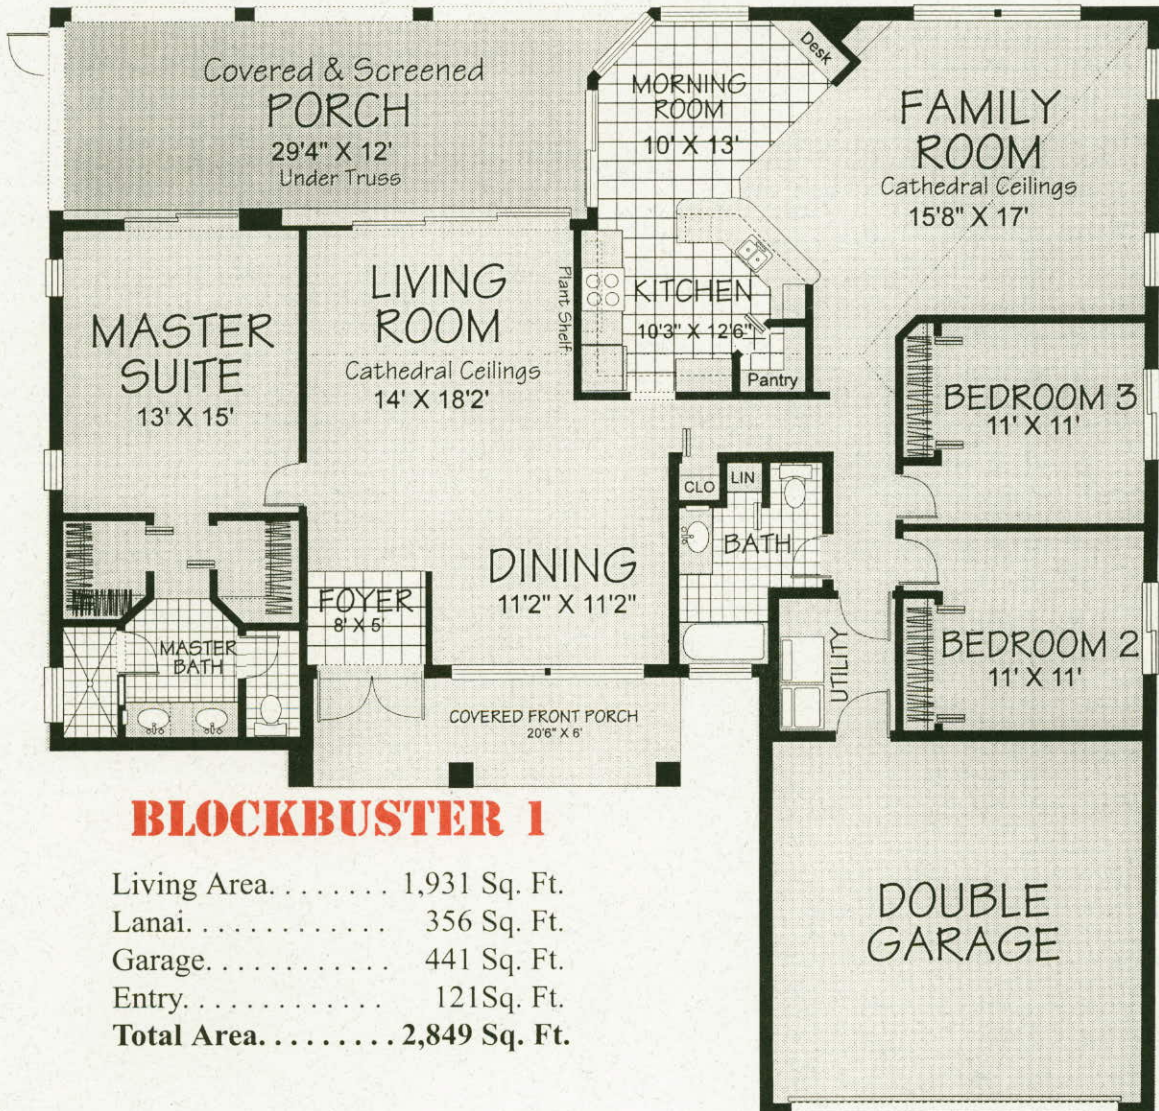 Covered & Screened
PORCH
29'4" X 12'
Under Truss
MORNING
ROOM
10' X 13'
Desk
FAMILY
ROOM
Cathedral Ceilings
15'8" X 17'
MASTER
SUITE
13' X 15'
LIVING
ROOM
Cathedral Ceilings
14' X 18'2"
Plant Shelf
KITCHEN
10'3" X 12'6"
Pantry
BEDROOM 3
11' X 11'
CLO
LIN
BATH
DINING
11'2" X 11'2"
FOYER
8' X 5'
MASTER
BATH
UTILITY
BEDROOM 2
11' X 11'
COVERED FRONT PORCH
20'6" X 6'
DOUBLE
GARAGE
BLOCKBUSTER 1
Living Area. . . . . . . . 1,931 Sq. Ft.
Lanai. . . . . . . . . . . . . 356 Sq. Ft.
Garage. . . . . . . . . . . . 441 Sq. Ft.
Entry. . . . . . . . . . . . . 121Sq. Ft.
Total Area. . . . . . . . . 2,849 Sq. Ft.